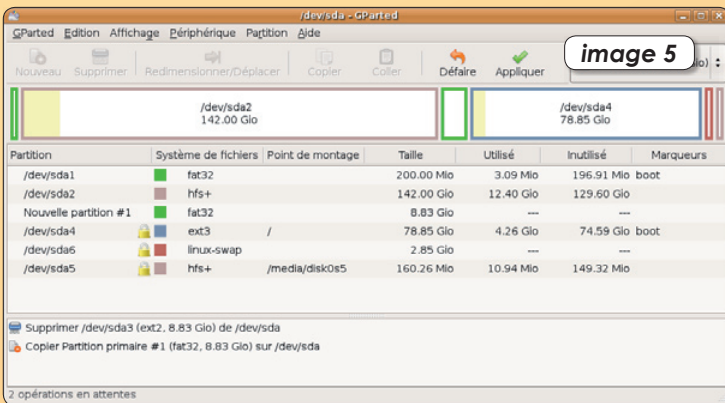 /dev/sda - GParted
GParted Edition Affichage Périphérique Partition Aide
Nouveau Supprimer Redimensionner/Déplacer Copier Coller Défaire Appliquer
image 5
io)
/dev/sda2
142.00 Gio
/dev/sda4
78.85 Gio
Partition Système de fichiers Point de montage Taille Utilisé Inutilisé Marqueurs
/dev/sda1 fat32 200.00 Mio 3.09 Mio 196.91 Mio boot
/dev/sda2 hfs+ 142.00 Gio 12.40 Gio 129.60 Gio
Nouvelle partition #1 fat32 8.83 Gio --- ---
/dev/sda4 ext3 / 78.85 Gio 4.26 Gio 74.59 Gio boot
/dev/sda6 linux-swap 2.85 Gio --- ---
/dev/sda5 hfs+ /media/disk0s5 160.26 Mio 10.94 Mio 149.32 Mio
Supprimer /dev/sda3 (ext2, 8.83 Gio) de /dev/sda
Copier Partition primaire #1 (fat32, 8.83 Gio) sur /dev/sda
2 opérations en attentes